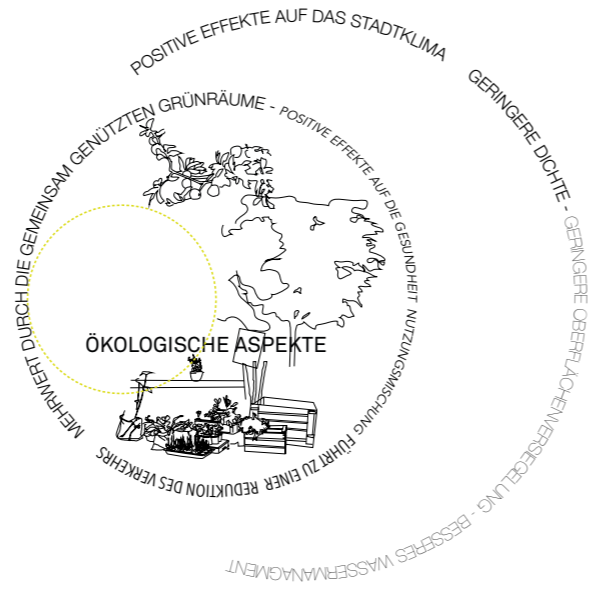 POSITIVE EFFEKTE AUF DAS STADTKLIMA
GERINGERE DICHTE - GERINGERE OBERFLÄCHENVERSIEGELUNG - BESSERES WASSERMANAGMENT
MEHRWERT DURCH DIE GEMEINSAM GENÜTZTEN GRÜNRÄUME - POSITIVE EFFEKTE AUF DIE GESUNDHEIT
NUTZUNGSMISCHUNG FÜHRT ZU EINER REDUKTION DES VERKEHRS
ÖKOLOGISCHE ASPEKTE